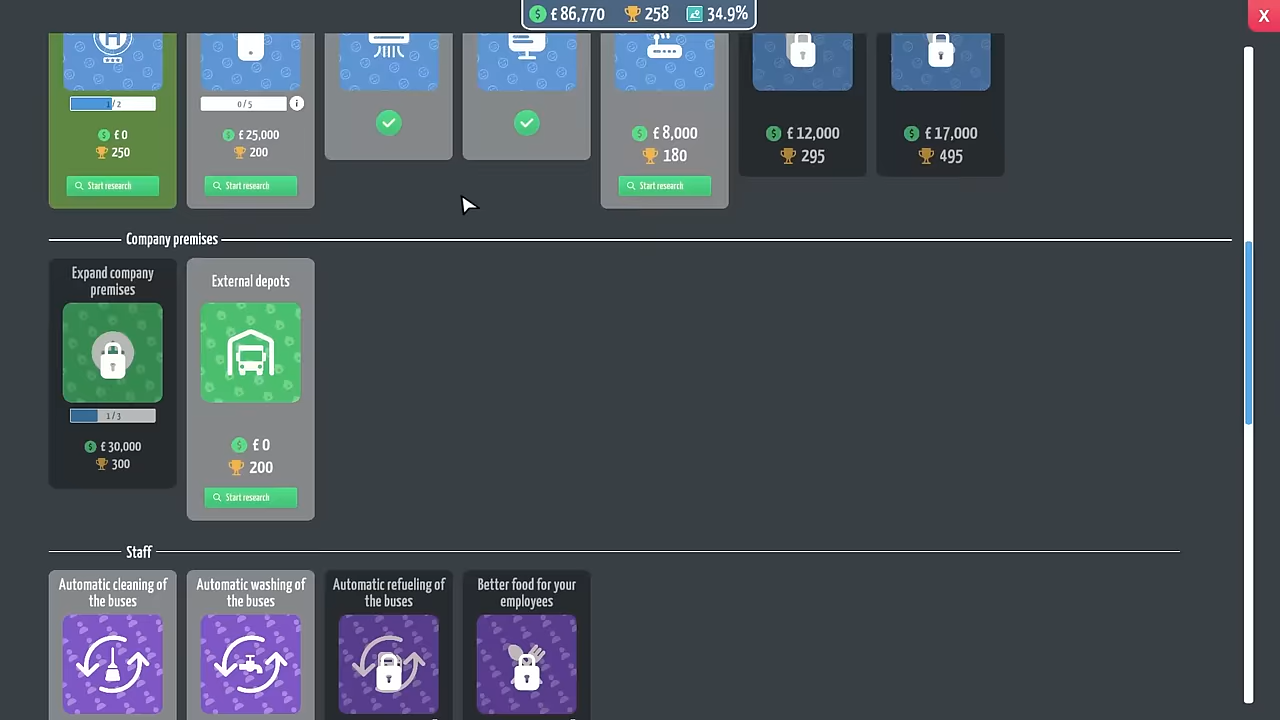 £ 86,770 258 34.9%
X
1 / 2
0 / 5 i
£ 0
250
£ 25,000
200
£ 8,000
180
£ 12,000
295
£ 17,000
495
Start research
Start research
Start research
Company premises
Expand company
premises
External depots
1 / 3
£ 30,000
300
£ 0
200
Start research
Staff
Automatic cleaning of
the buses
Automatic washing of
the buses
Automatic refueling of
the buses
Better food for your
employees